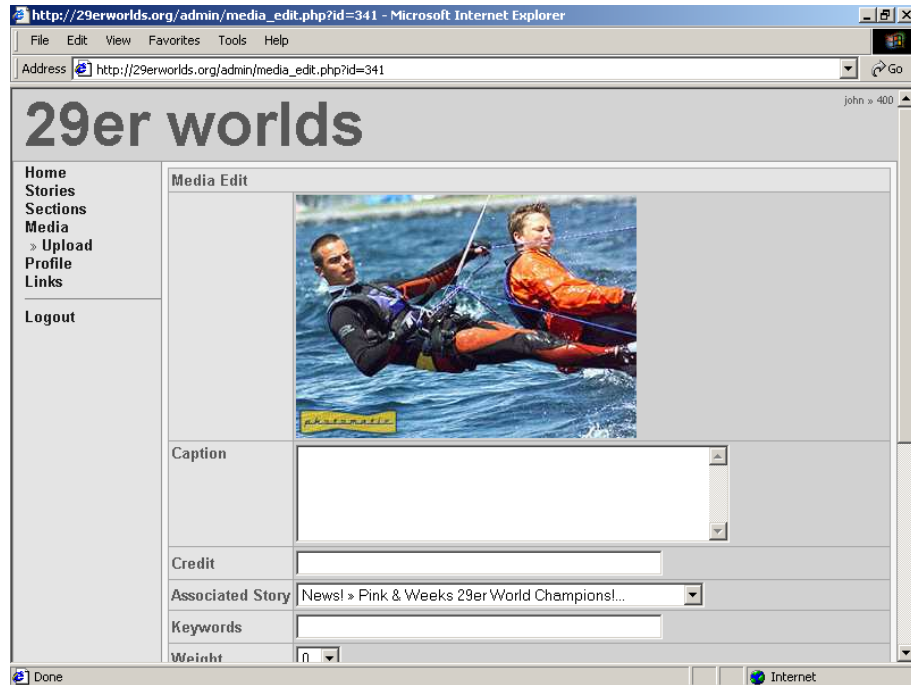 http://29erworlds.org/admin/media_edit.php?id=341 - Microsoft Internet Explorer
File Edit View Favorites Tools Help
Address http://29erworlds.org/admin/media_edit.php?id=341 Go
john » 400
29er worlds
Home
Stories
Sections
Media
» Upload
Profile
Links
Logout
Media Edit
photomatic
Caption
Credit
Associated Story News! » Pink & Weeks 29er World Champions!...
Keywords
Weight 0
Done Internet